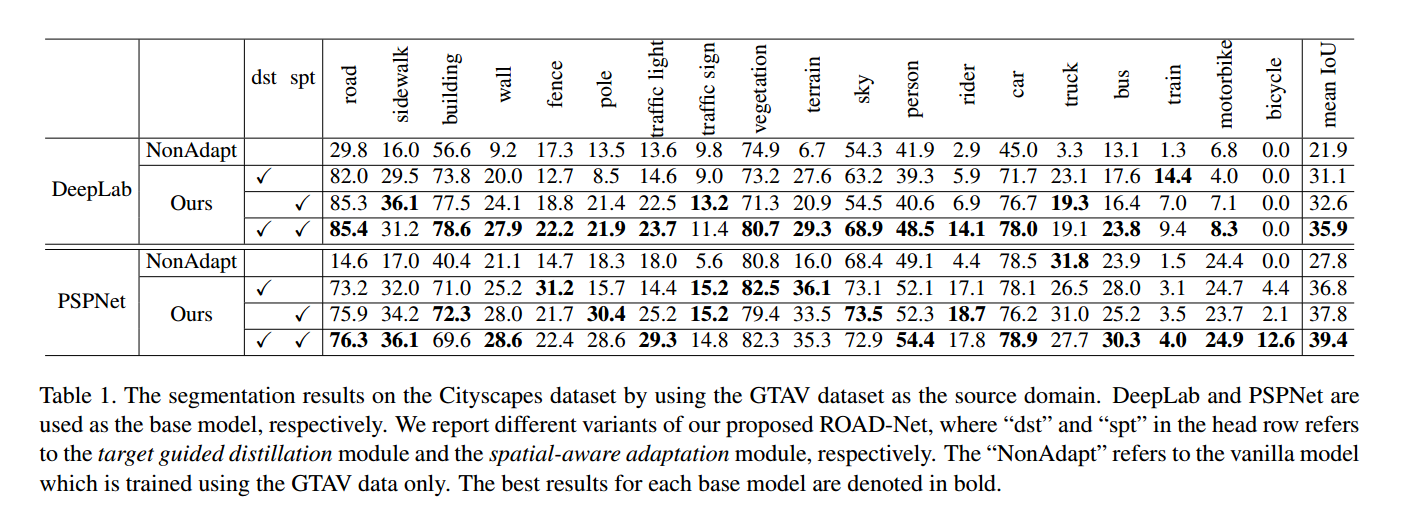 dst spt road sidewalk building wall fence pole traffic light traffic sign vegetation terrain sky person rider car truck bus train motorbike bicycle mean IoU
DeepLab
NonAdapt 29.8 16.0 56.6 9.2 17.3 13.5 13.6 9.8 74.9 6.7 54.3 41.9 2.9 45.0 3.3 13.1 1.3 6.8 0.0 21.9
Ours
✓ 82.0 29.5 73.8 20.0 12.7 8.5 14.6 9.0 73.2 27.6 63.2 39.3 5.9 71.7 23.1 17.6 14.4 4.0 0.0 31.1
✓ 85.3 36.1 77.5 24.1 18.8 21.4 22.5 13.2 71.3 20.9 54.5 40.6 6.9 76.7 19.3 16.4 7.0 7.1 0.0 32.6
✓ ✓ 85.4 31.2 78.6 27.9 22.2 21.9 23.7 11.4 80.7 29.3 68.9 48.5 14.1 78.0 19.1 23.8 9.4 8.3 0.0 35.9
PSPNet
NonAdapt 14.6 17.0 40.4 21.1 14.7 18.3 18.0 5.6 80.8 16.0 68.4 49.1 4.4 78.5 31.8 23.9 1.5 24.4 0.0 27.8
Ours
✓ 73.2 32.0 71.0 25.2 31.2 15.7 14.4 15.2 82.5 36.1 73.1 52.1 17.1 78.1 26.5 28.0 3.1 24.7 4.4 36.8
✓ 75.9 34.2 72.3 28.0 21.7 30.4 25.2 15.2 79.4 33.5 73.5 52.3 18.7 76.2 31.0 25.2 3.5 23.7 2.1 37.8
✓ ✓ 76.3 36.1 69.6 28.6 22.4 28.6 29.3 14.8 82.3 35.3 72.9 54.4 17.8 78.9 27.7 30.3 4.0 24.9 12.6 39.4
Table 1. The segmentation results on the Cityscapes dataset by using the GTAV dataset as the source domain. DeepLab and PSPNet are
used as the base model, respectively. We report different variants of our proposed ROAD-Net, where “dst” and “spt” in the head row refers
to the target guided distillation module and the spatial-aware adaptation module, respectively. The “NonAdapt” refers to the vanilla model
which is trained using the GTAV data only. The best results for each base model are denoted in bold.